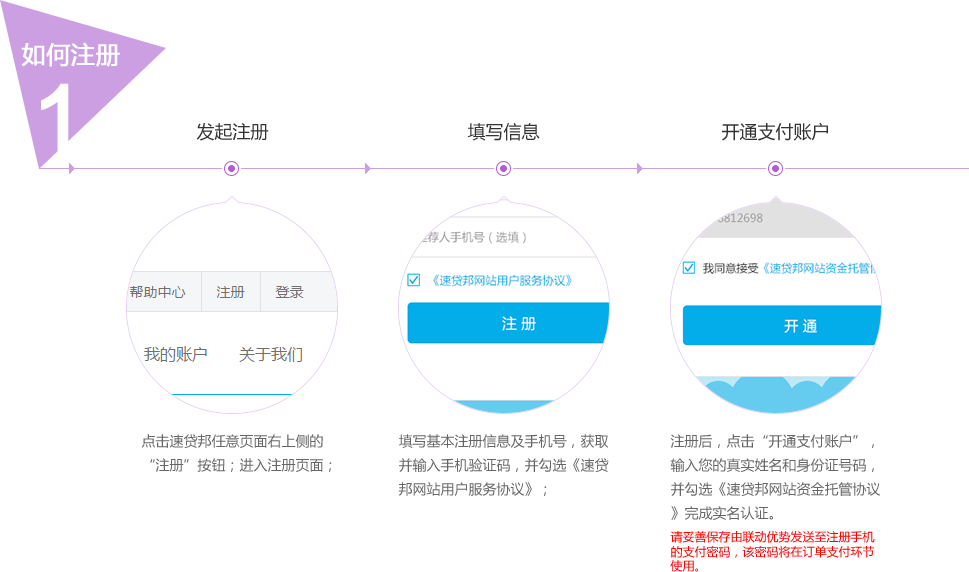 如何注册
1
发起注册
填写信息
开通支付账户
帮助中心
注册
登录
我的账户
关于我们
荐人手机号（选填）
《速贷邦网站用户服务协议》
注 册
812698
我同意接受《速贷邦网站资金托管协
开 通
点击速贷邦任意页面右上侧的
“注册”按钮；进入注册页面；
填写基本注册信息及手机号，获取
并输入手机验证码，并勾选《速贷
邦网站用户服务协议》；
注册后，点击“开通支付账户”，
输入您的真实姓名和身份证号码，
并勾选《速贷邦网站资金托管协议
》完成实名认证。
请妥善保存由联动优势发送至注册手机
的支付密码，该密码将在订单支付环节
使用。